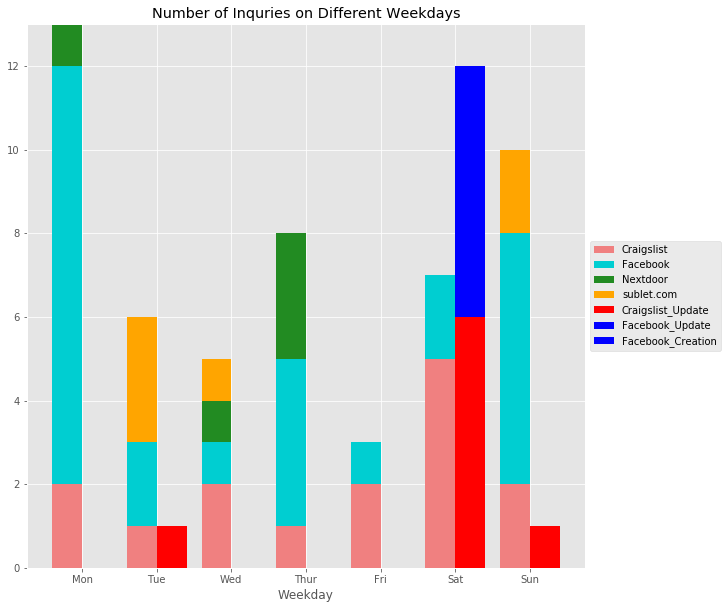 Number of Inquries on Different Weekdays
12
10
8
6
4
2
0
Mon Tue Wed Thur Fri Sat Sun
Weekday
Craigslist
Facebook
Nextdoor
sublet.com
Craigslist_Update
Facebook_Update
Facebook_Creation